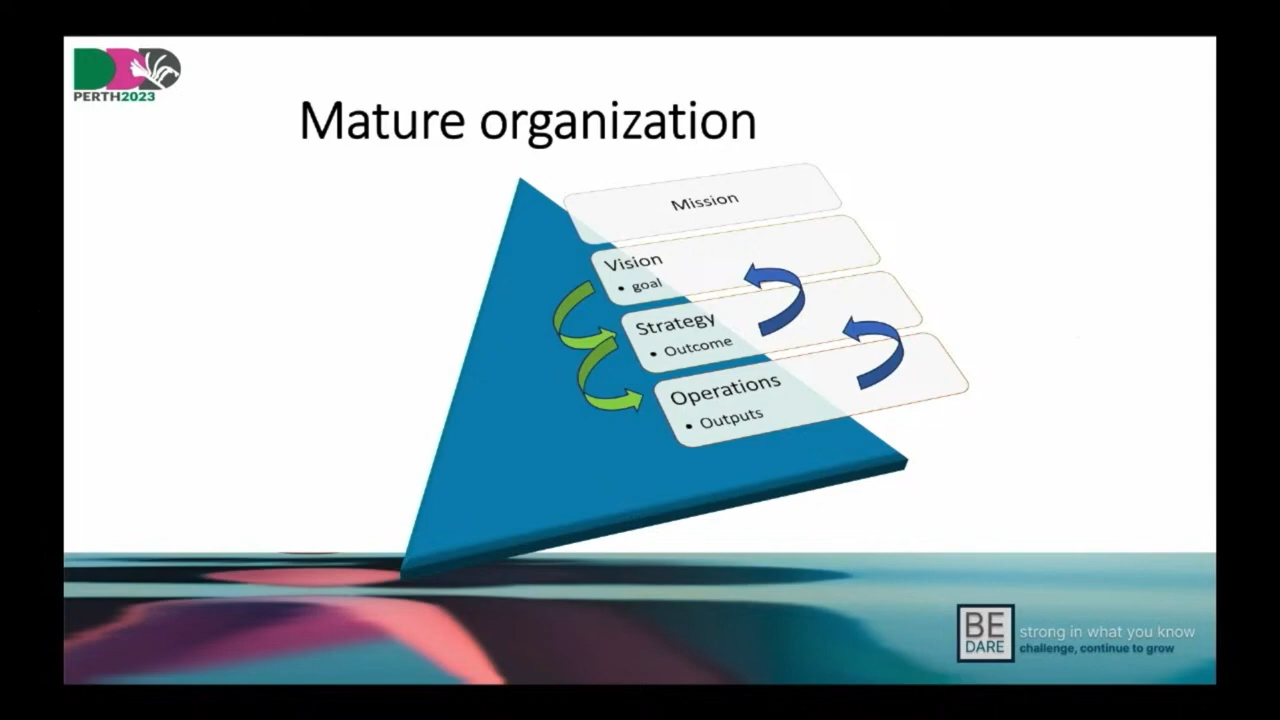 DDD
PERTH2023
Mature organization
Mission
Vision
• goal
Strategy
• Outcome
Operations
• Outputs
BE
DARE
strong in what you know
challenge, continue to grow